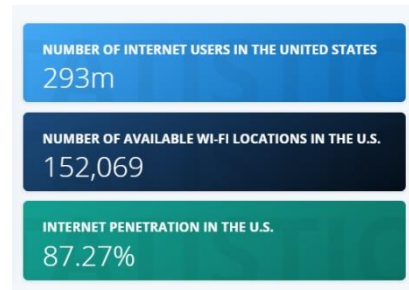 NUMBER OF INTERNET USERS IN THE UNITED STATES
293m
NUMBER OF AVAILABLE WI-FI LOCATIONS IN THE U.S.
152,069
INTERNET PENETRATION IN THE U.S.
87.27%